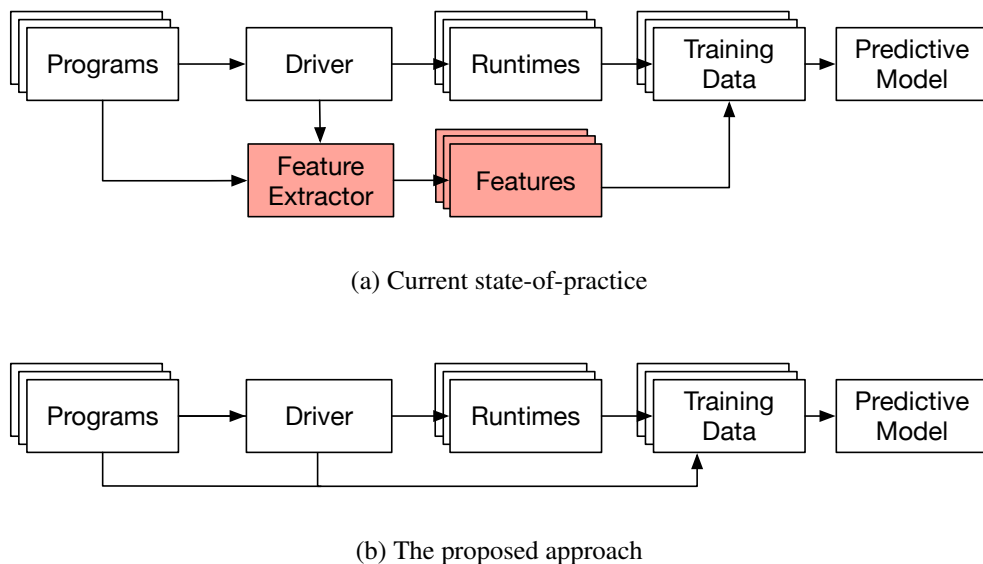 Programs
Driver
Runtimes
Training
Data
Predictive
Model
Feature
Extractor
Features
(a) Current state-of-practice
Programs
Driver
Runtimes
Training
Data
Predictive
Model
(b) The proposed approach